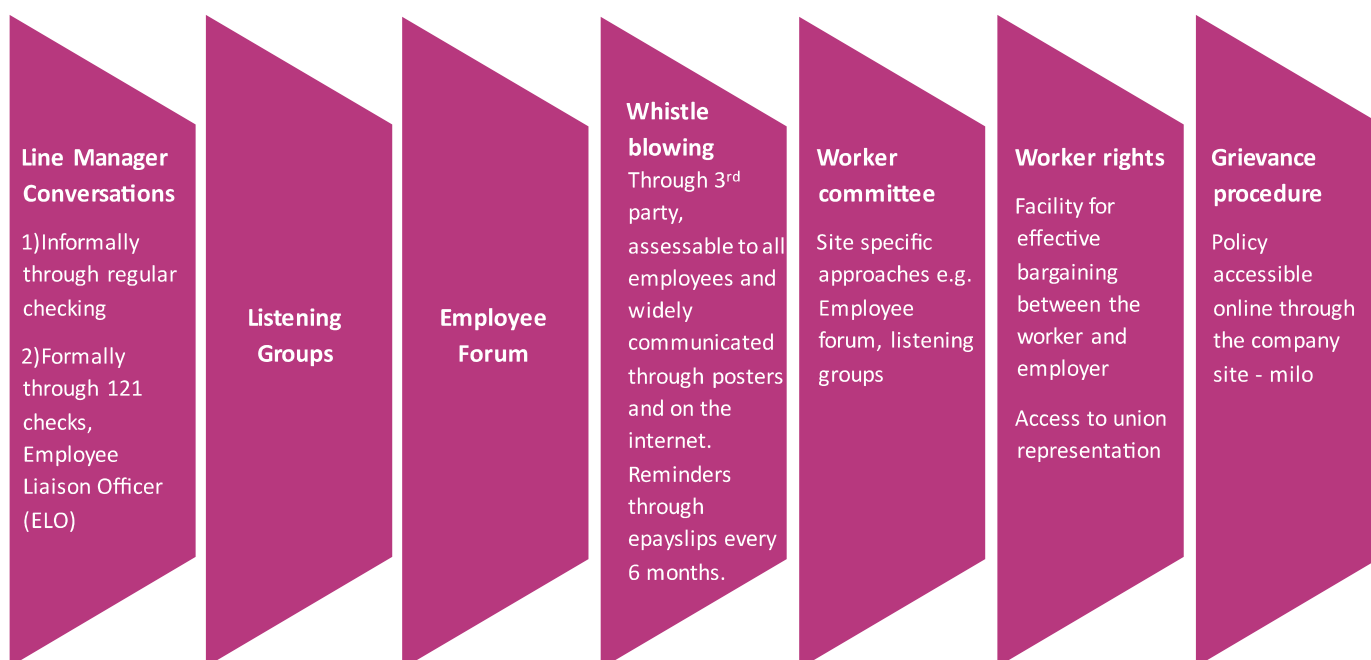 Line Manager
Conversations
1)Informally
through regular
checking
2)Formally
through 121
checks,
Employee
Liaison Officer
(ELO)
Listening
Groups
Employee
Forum
Whistle
blowing
Through 3rd
party,
assessable to all
employees and
widely
communicated
through posters
and on the
internet.
Reminders
through
epayslips every
6 months.
Worker
committee
Site specific
approaches e.g.
Employee
forum, listening
groups
Worker rights
Facility for
effective
bargaining
between the
worker and
employer
Access to union
representation
Grievance
procedure
Policy
accessible
online through
the company
site - milo